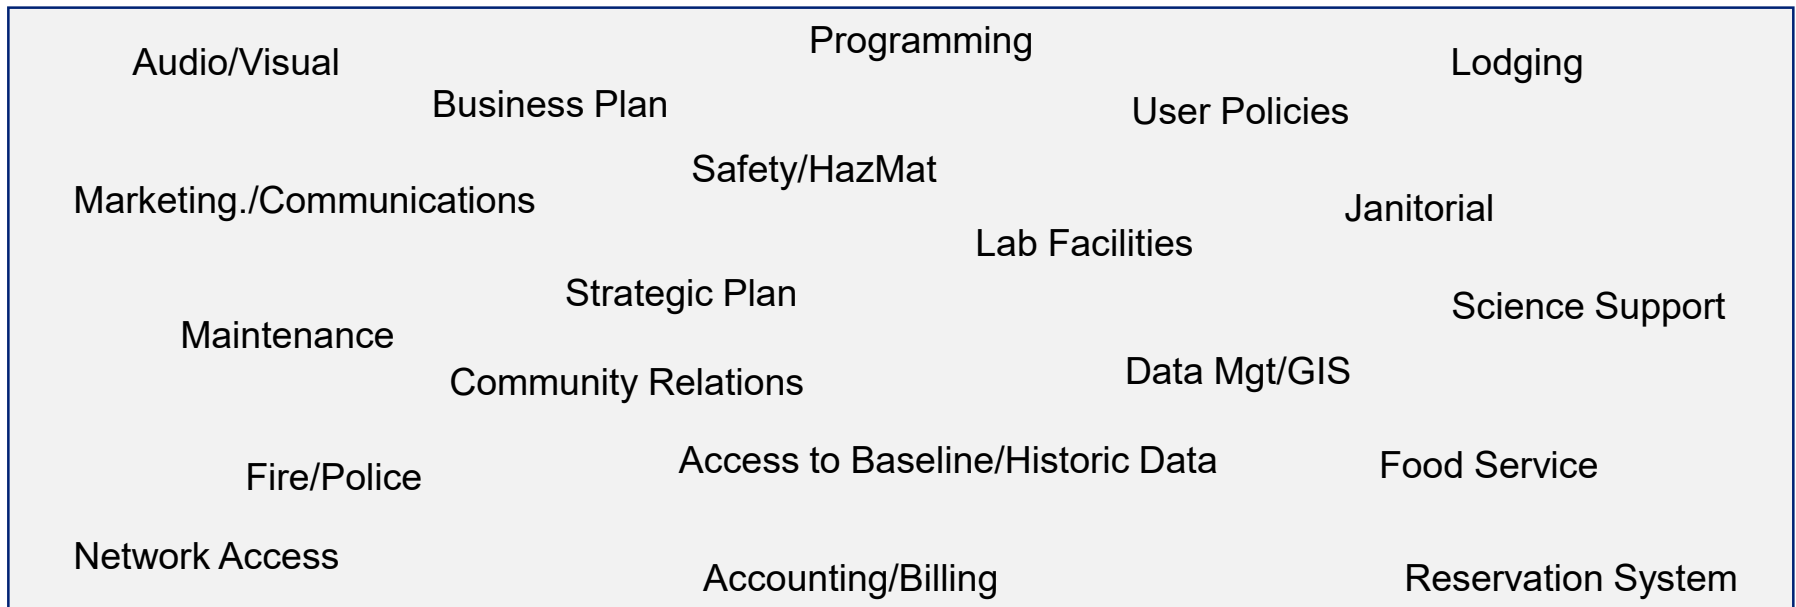 Programming
Audio/Visual
Lodging
Business Plan
User Policies
Safety/HazMat
Marketing./Communications
Janitorial
Lab Facilities
Strategic Plan
Science Support
Maintenance
Community Relations
Data Mgt/GIS
Access to Baseline/Historic Data
Food Service
Fire/Police
Network Access
Accounting/Billing
Reservation System